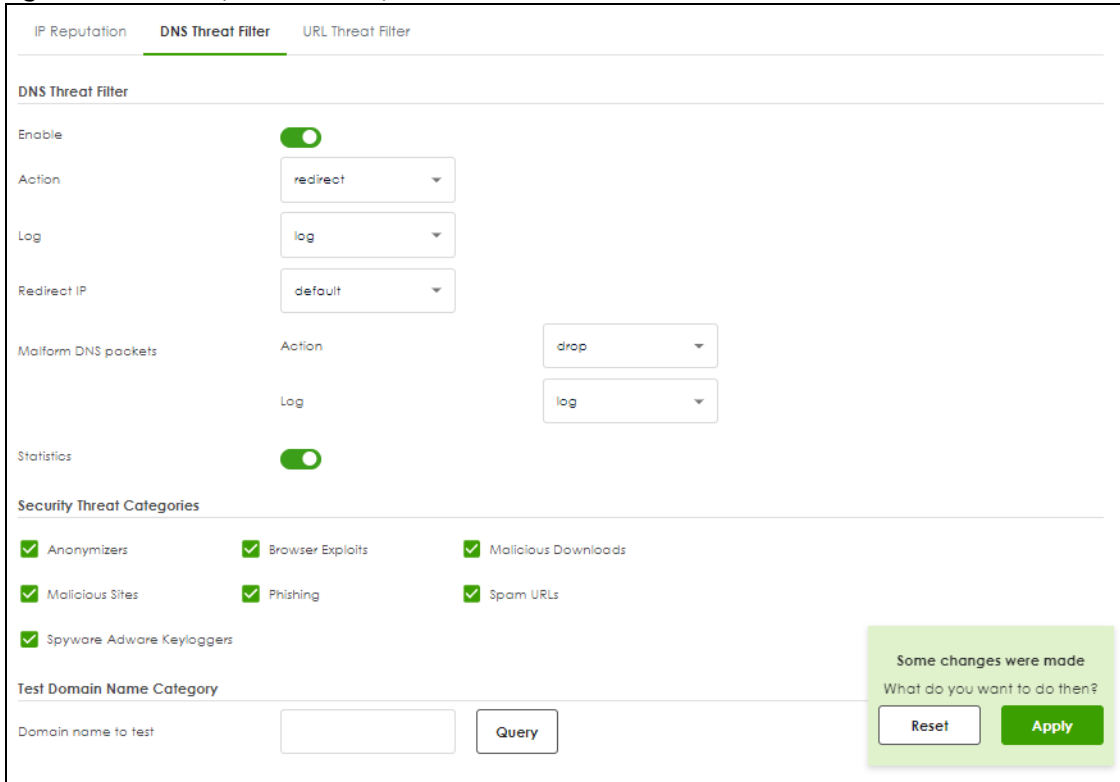 IP Reputation DNS Threat Filter URL Threat Filter
DNS Threat Filter
Enable
Action redirect
Log log
Redirect IP default
Malform DNS packets Action drop
Log log
Statistics
Security Threat Categories
Anonymizers Browser Exploits Malicious Downloads
Malicious Sites Phishing Spam URLs
Spyware Adware Keyloggers
Test Domain Name Category
Domain name to test Query
Some changes were made
What do you want to do then?
Reset Apply